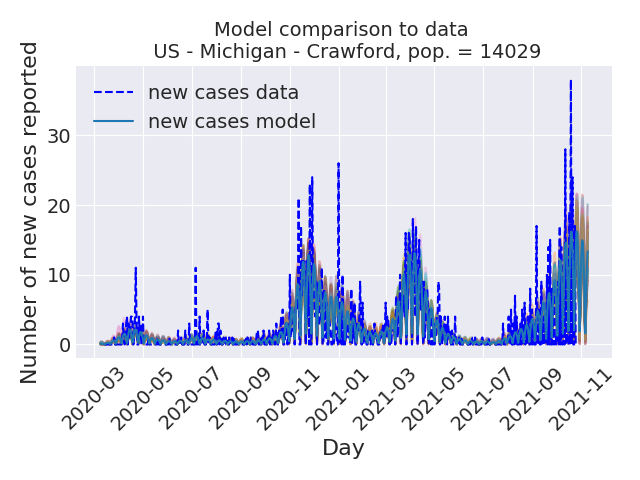 Model comparison to data
US - Michigan - Crawford, pop. = 14029
Number of new cases reported
new cases data
new cases model
30
20
10
0
2020-03
2020-05
2020-07
2020-09
2020-11
2021-01
2021-03
2021-05
2021-07
2021-09
2021-11
Day